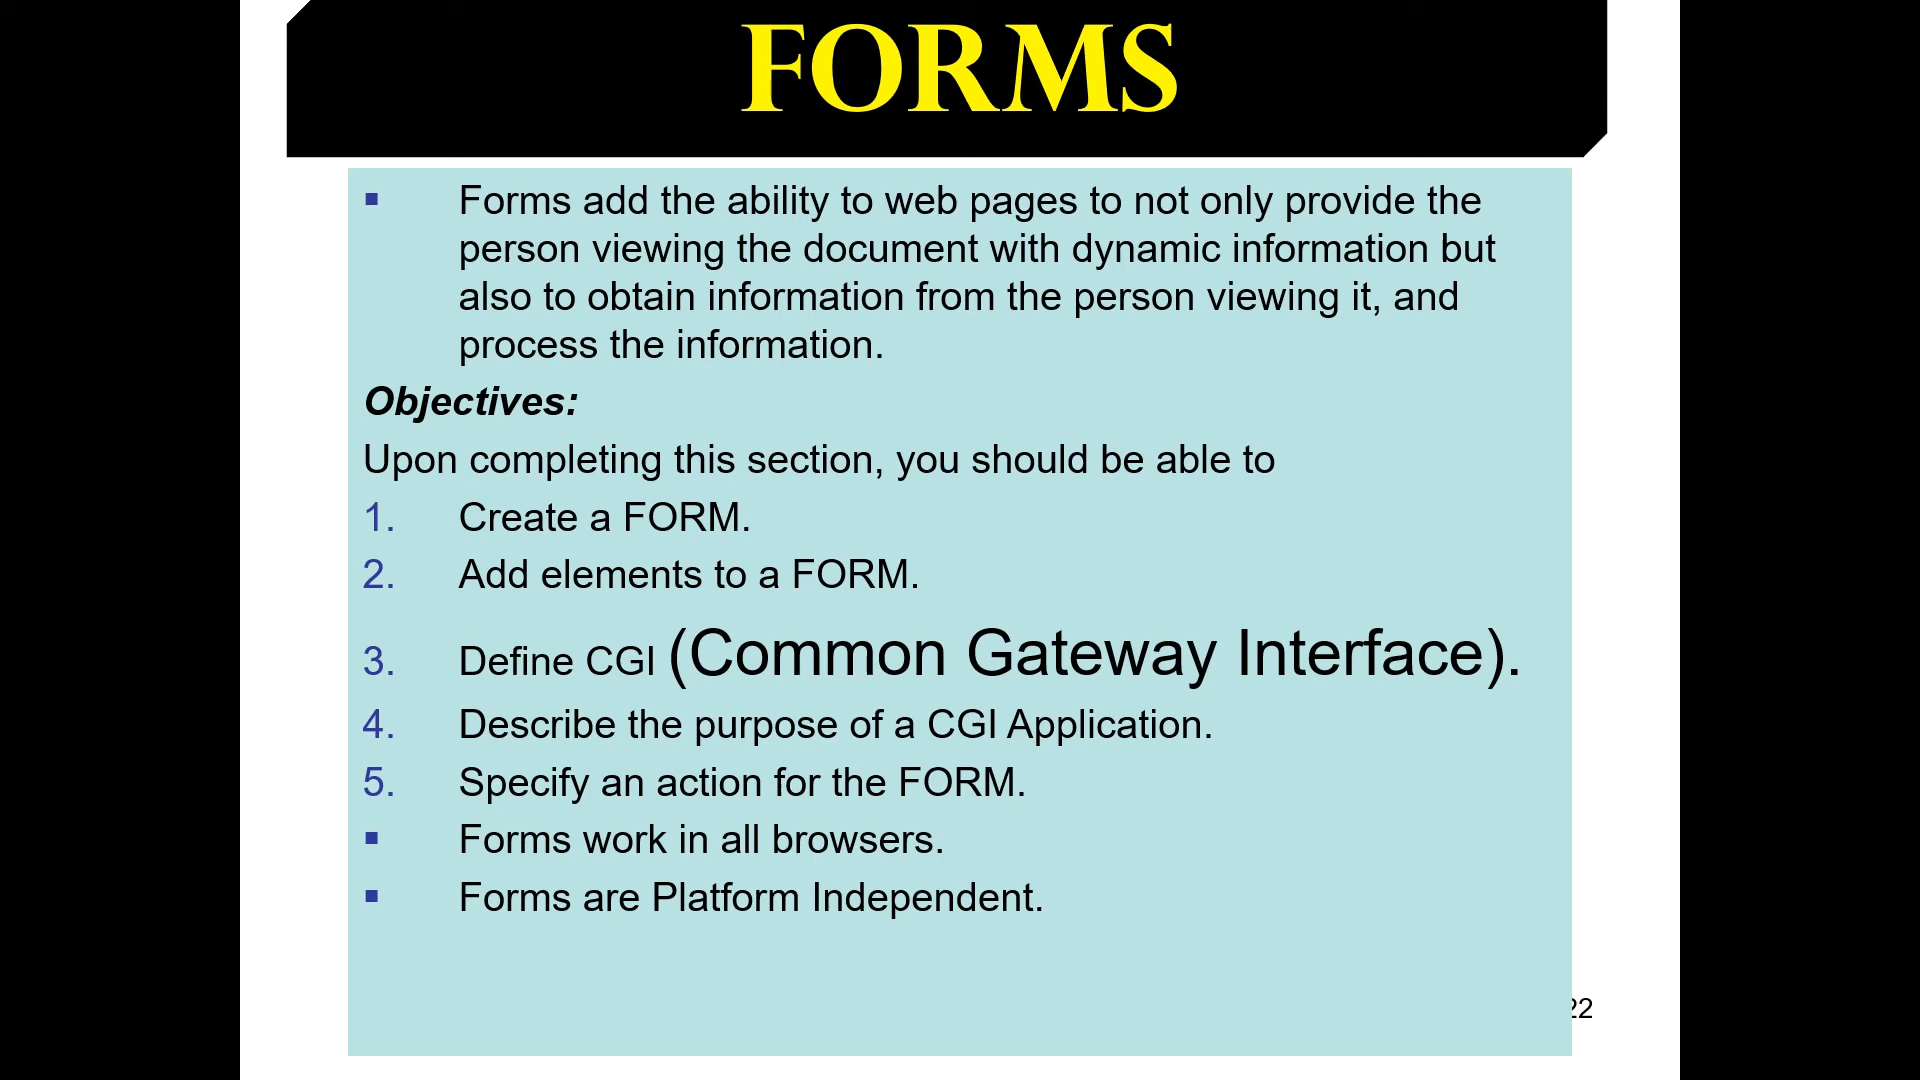 FORMS
▪ Forms add the ability to web pages to not only provide the
person viewing the document with dynamic information but
also to obtain information from the person viewing it, and
process the information.
Objectives:
Upon completing this section, you should be able to
1. Create a FORM.
2. Add elements to a FORM.
3. Define CGI (Common Gateway Interface).
4. Describe the purpose of a CGI Application.
5. Specify an action for the FORM.
▪ Forms work in all browsers.
▪ Forms are Platform Independent.
22